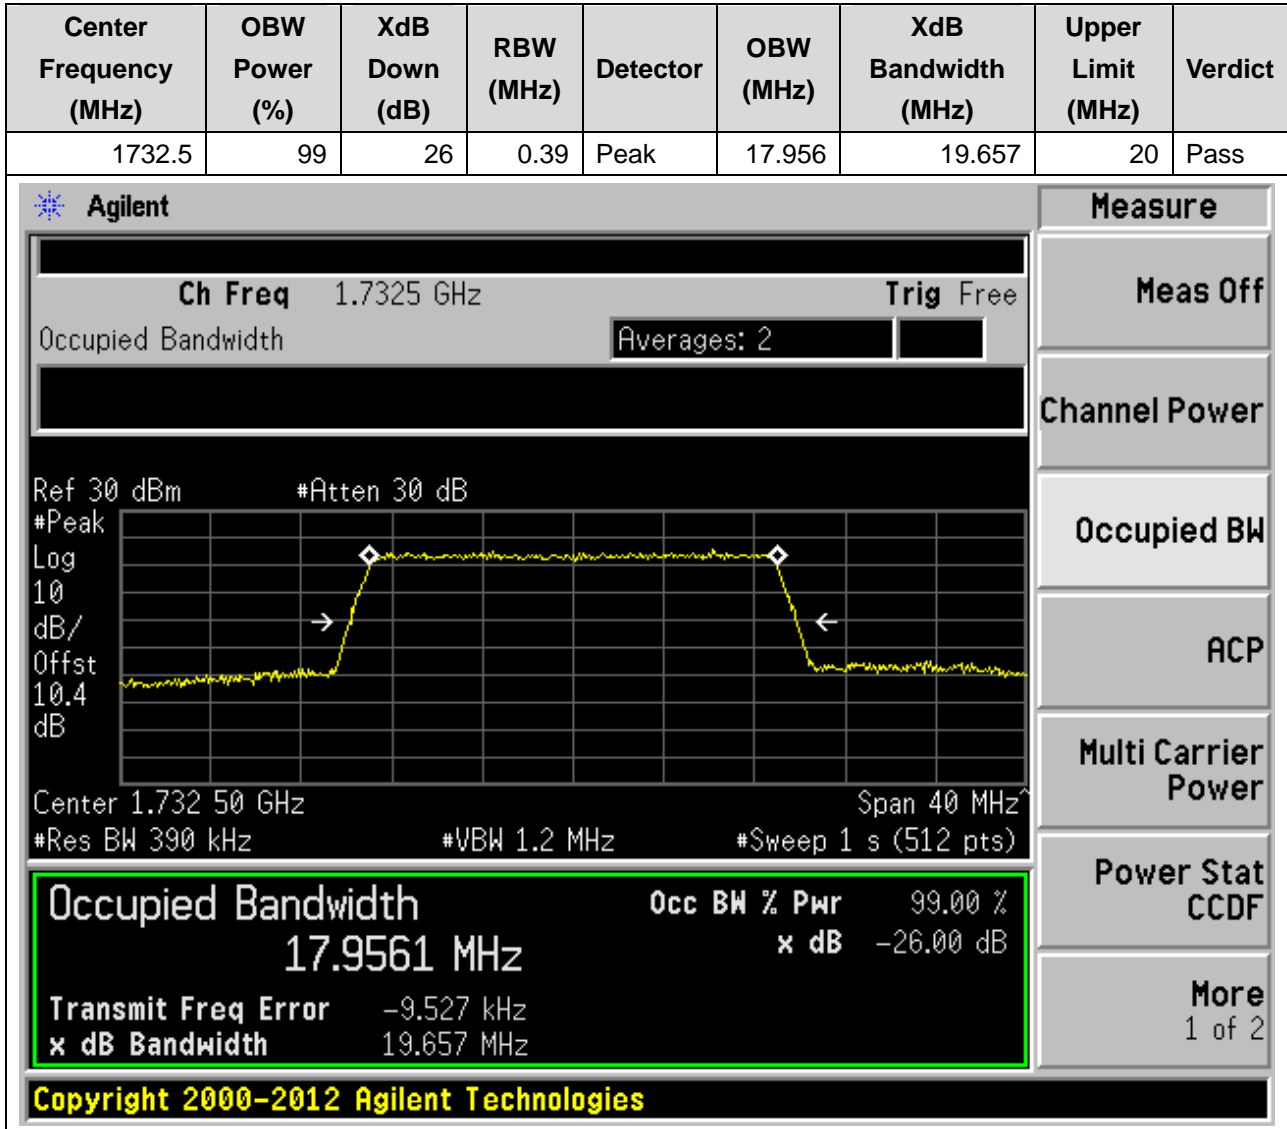 Center Frequency (MHz) OBW Power (%) XdB Down (dB) RBW (MHz) Detector OBW (MHz) XdB Bandwidth (MHz) Upper Limit (MHz) Verdict
1732.5 99 26 0.39 Peak 17.956 19.657 20 Pass
Agilent
Measure
Ch Freq 1.7325 GHz Trig Free
Occupied Bandwidth Averages: 2
Ref 30 dBm #Atten 30 dB
#Peak
Log
10
dB/
Offst
10.4
dB
Center 1.732 50 GHz Span 40 MHz^
#Res BW 390 kHz #VBW 1.2 MHz #Sweep 1 s (512 pts)
Occupied Bandwidth Occ BW % Pwr 99.00 %
17.9561 MHz x dB -26.00 dB
Transmit Freq Error -9.527 kHz
x dB Bandwidth 19.657 MHz
Meas Off
Channel Power
Occupied BW
ACP
Multi Carrier
Power
Power Stat
CCDF
More
1 of 2
Copyright 2000-2012 Agilent Technologies